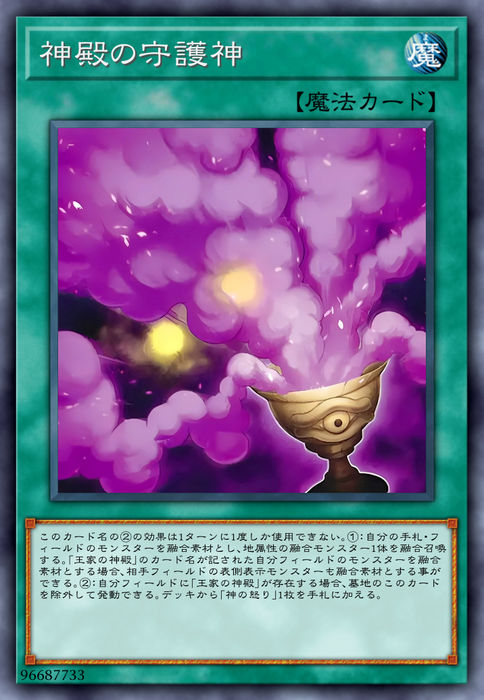 神殿の守護神
魔
【魔法カード】
このカード名の②の効果は1ターンに1度しか使用できない。①:自分の手札・フ
ィールドのモンスターを融合素材とし、地属性の融合モンスター1体を融合召喚
する。「王家の神殿」のカード名が記された自分フィールドのモンスターを融合
素材とする場合、相手フィールドの表側表示モンスターも融合素材とする事が
できる。②:自分フィールドに「王家の神殿」が存在する場合、墓地のこのカード
を除外して発動できる。デッキから「神の怒り」1枚を手札に加える。
96687733